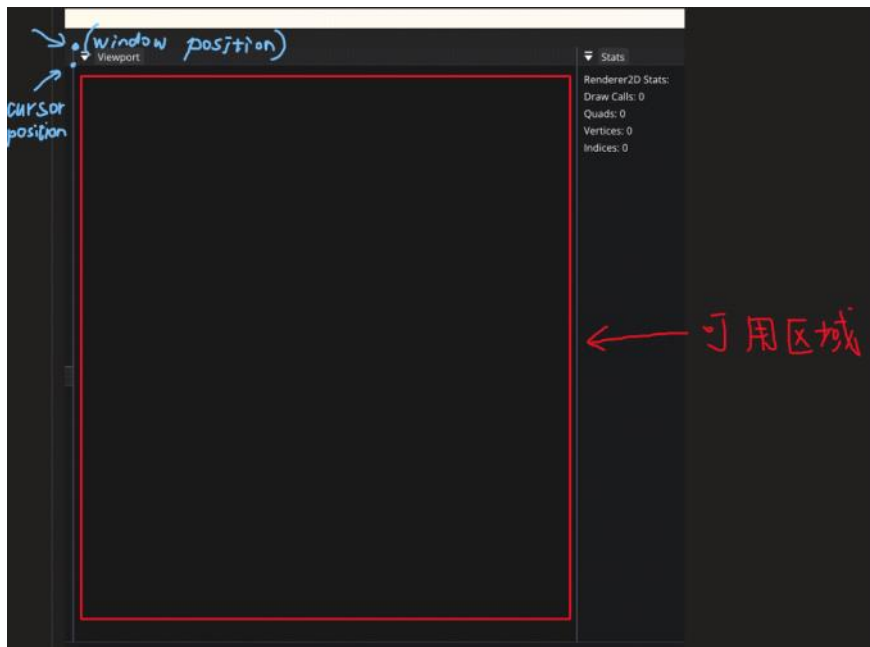 (window position)
Viewport
cursor
position
Stats
Renderer2D Stats:
Draw Calls: 0
Quads: 0
Vertices: 0
Indices: 0
可用区域